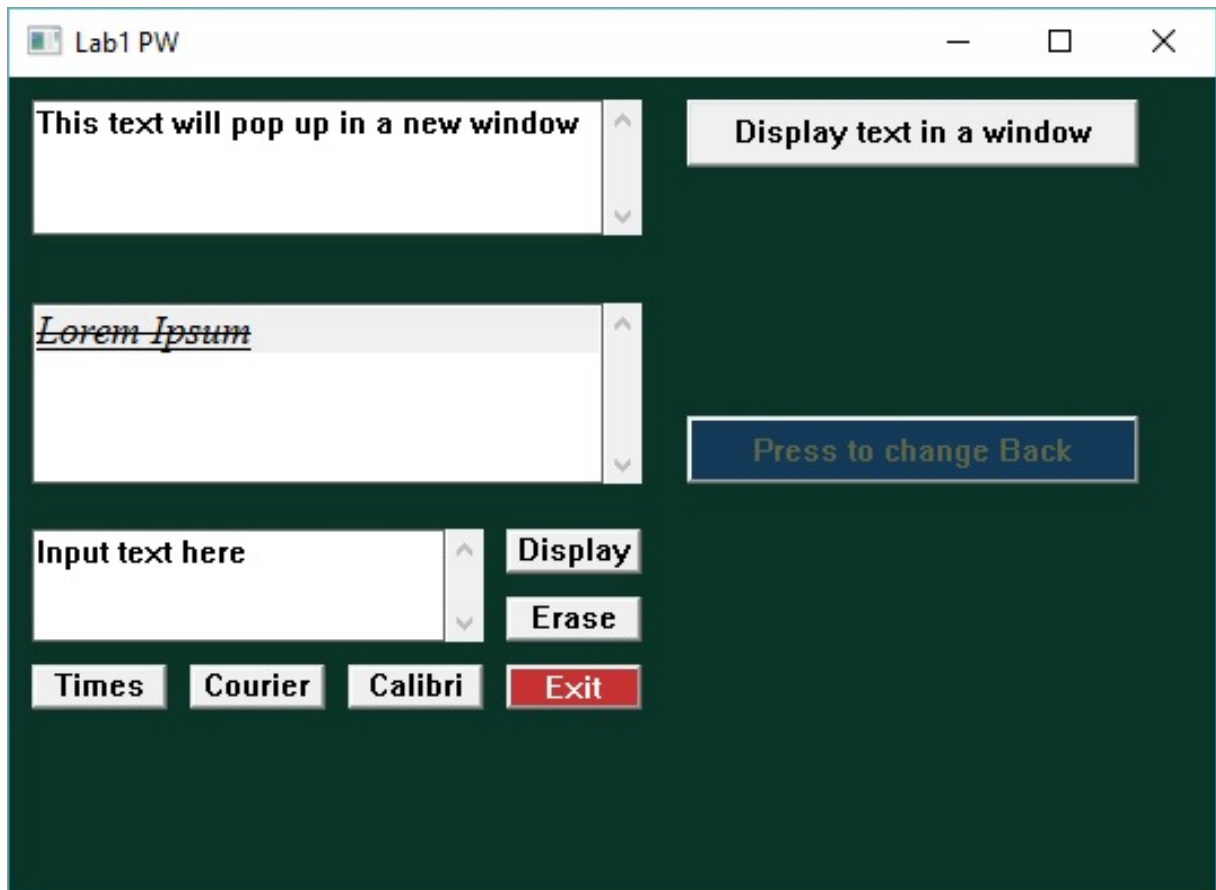 Lab1 PW
This text will pop up in a new window
Display text in a window
Lorem Ipsum
Press to change Back
Input text here
Display
Erase
Times
Courier
Calibri
Exit